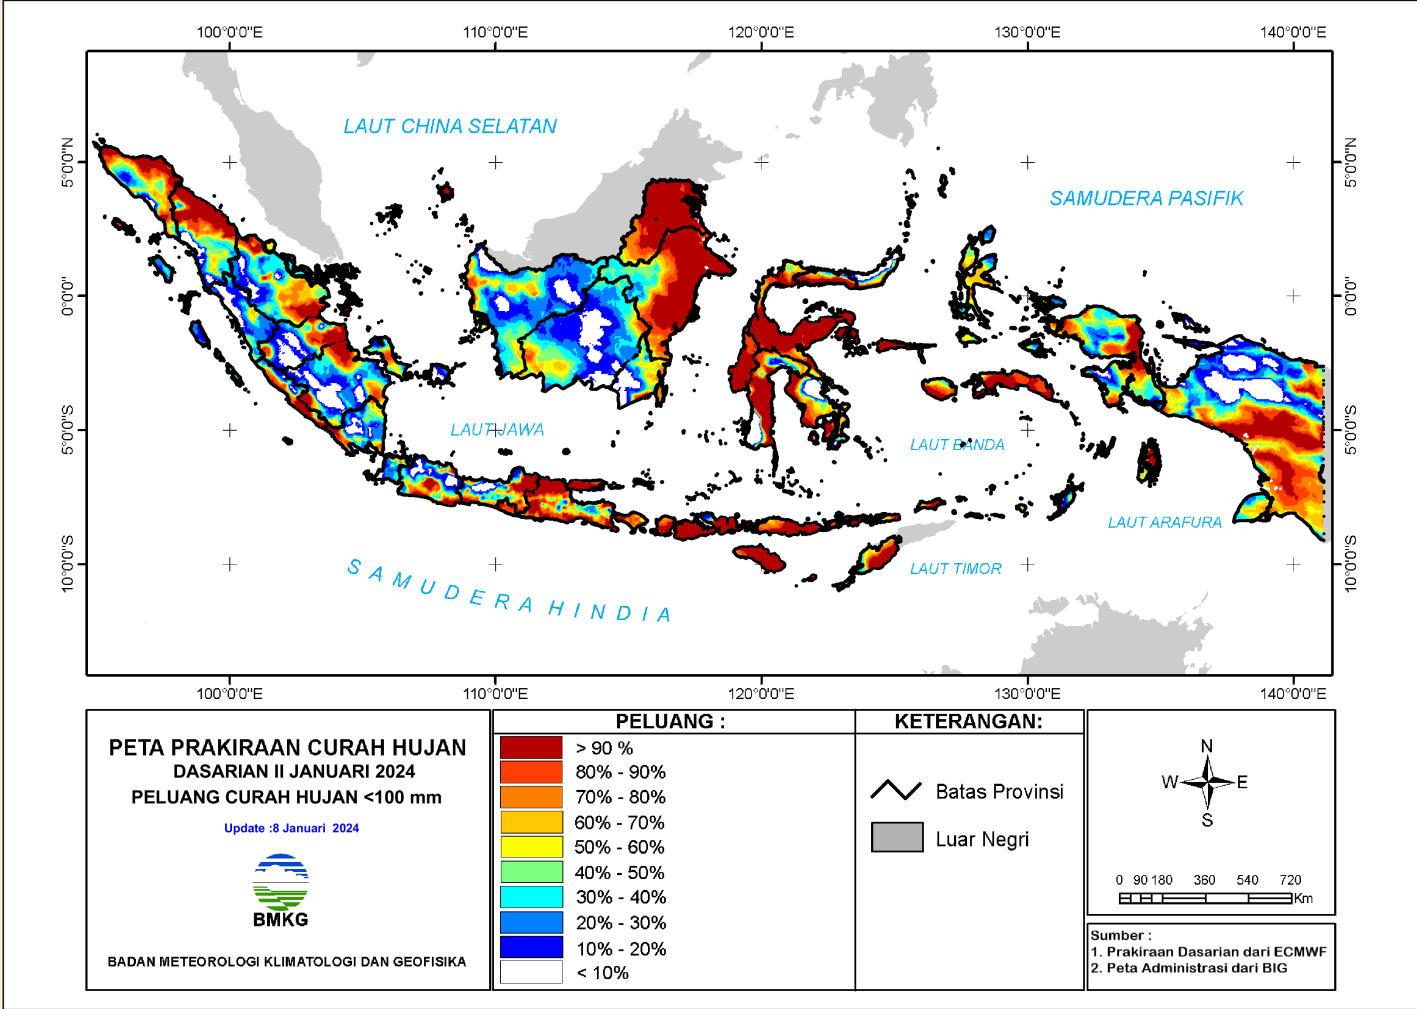 100°0'0"E 110°0'0"E 120°0'0"E 130°0'0"E 140°0'0"E
5°0'0"N 5°0'0"N
LAUT CHINA SELATAN
SAMUDERA PASIFIK
0°0'0" 0°0'0"
5°0'0"S 5°0'0"S
LAUT JAWA
LAUT BANDA
LAUT ARAFURA
10°0'0"S 10°0'0"S
LAUT TIMOR
SAMUDERA HINDIA
100°0'0"E 110°0'0"E 120°0'0"E 130°0'0"E 140°0'0"E
PETA PRAKIRAAN CURAH HUJAN
DASARIAN II JANUARI 2024
PELUANG CURAH HUJAN <100 mm
Update :8 Januari 2024
BMKG
BADAN METEOROLOGI KLIMATOLOGI DAN GEOFISIKA
PELUANG :
> 90 %
80% - 90%
70% - 80%
60% - 70%
50% - 60%
40% - 50%
30% - 40%
20% - 30%
10% - 20%
< 10%
KETERANGAN:
Batas Provinsi
Luar Negri
N
W E
S
0 90 180 360 540 720
Km
Sumber :
1. Prakiraan Dasarian dari ECMWF
2. Peta Administrasi dari BIG